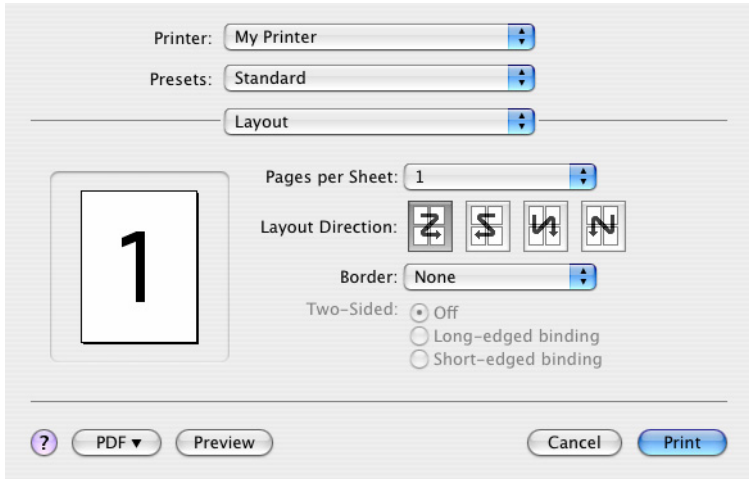 Printer: My Printer
Presets: Standard
Layout
Pages per Sheet: 1
Layout Direction:
Border: None
Two-Sided: Off
Long-edged binding
Short-edged binding
1
? PDF▼ Preview Cancel Print